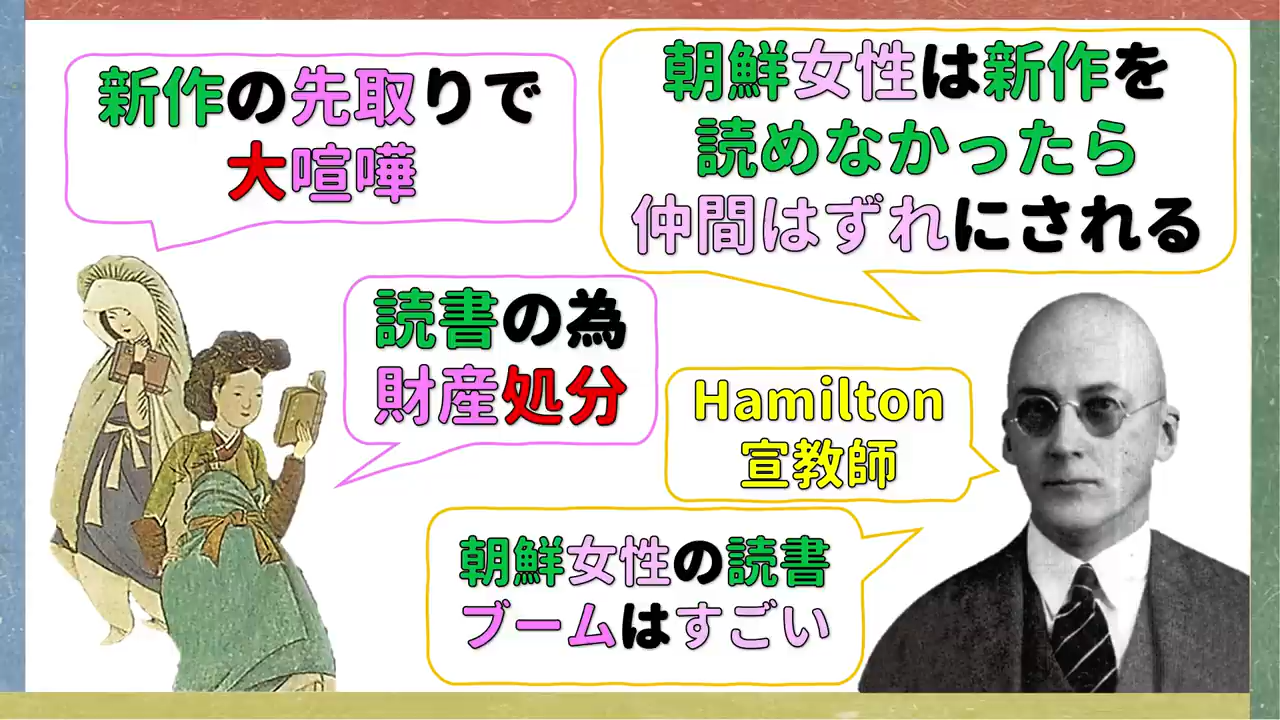 新作の先取りで
大喧嘩
朝鮮女性は新作を
読めなかったら
仲間はずれにされる
読書の為
財産処分
Hamilton
宣教師
朝鮮女性の読書
ブームはすごい